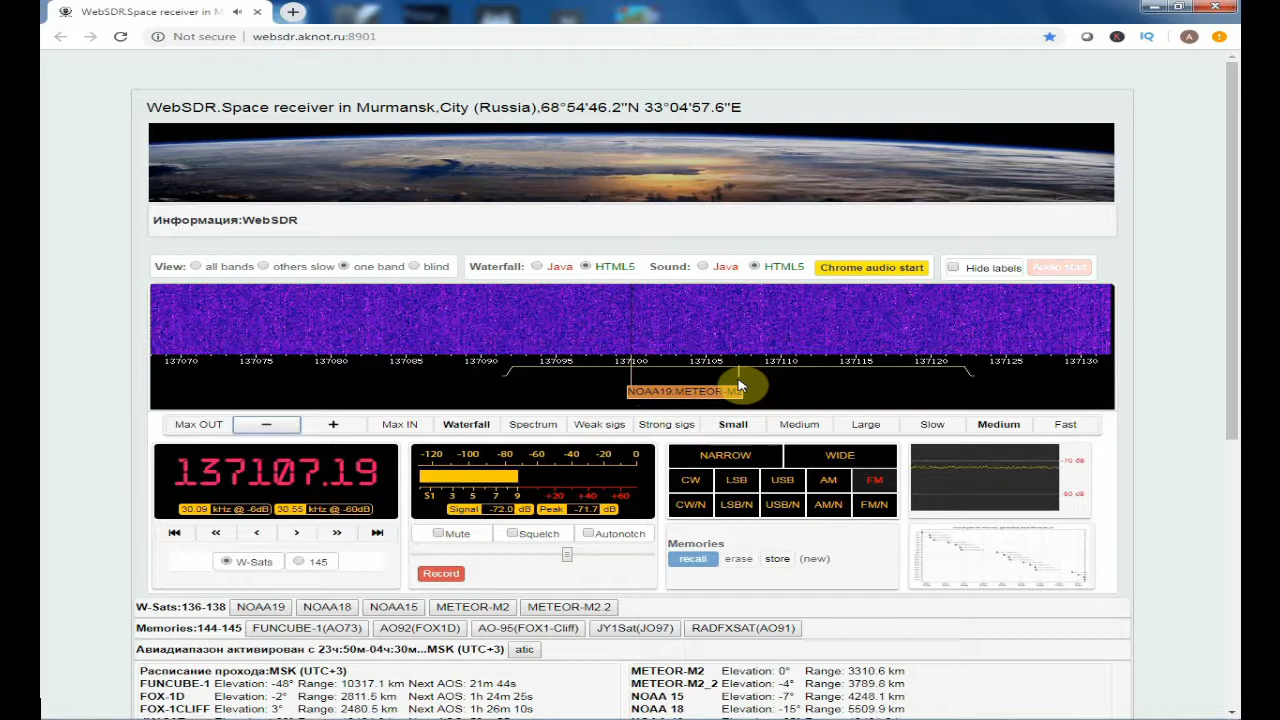 WebSDR.Space receiver in M
Not secure websdr.aknot.ru:8901
WebSDR.Space receiver in Murmansk,City (Russia),68°54'46.2"N 33°04'57.6"E
Информация:WebSDR
View: all bands others slow one band blind Waterfall: Java HTML5 Sound: Java HTML5 Chrome audio start Hide labels Audio start
137070 137075 137080 137085 137090 137095 137100 137105 137110 137115 137120 137125 137130
NOAA19:METEOR-M2
Max OUT − + Max IN Waterfall Spectrum Weak sigs Strong sigs Small Medium Large Slow Medium Fast
137107.19
30.09 kHz @ -6dB 30.55 kHz @ -60dB
|<< << < > >> >>|
W-Sats 145
-120 -100 -80 -60 -40 -20 0
S1 3 5 7 9 +20 +40 +60
Signal -72.0 dB Peak -71.7 dB
Mute Squelch Autonotch
Record
NARROW WIDE
CW LSB USB AM FM
CW/N LSB/N USB/N AM/N FM/N
Memories
recall erase store (new)
-70 dB
W-Sats:136-138 NOAA19 NOAA18 NOAA15 METEOR-M2 METEOR-M2.2
Memories:144-145 FUNCUBE-1(AO73) AO92(FOX1D) AO-95(FOX1-Cliff) JY1Sat(JO97) RADFXSAT(AO91)
Авиадиапазон активирован с 23ч:50м-04ч:30м...MSK (UTC+3) atic
Расписание прохода:MSK (UTC+3)
FUNCUBE-1 Elevation: -48° Range: 10317.1 km Next AOS: 21m 44s
FOX-1D Elevation: -2° Range: 2811.5 km Next AOS: 1h 24m 25s
FOX-1CLIFF Elevation: 3° Range: 2480.5 km Next AOS: 1h 26m 10s
METEOR-M2 Elevation: 0° Range: 3310.6 km
METEOR-M2_2 Elevation: -4° Range: 3789.8 km
NOAA 15 Elevation: -7° Range: 4248.1 km
NOAA 18 Elevation: -15° Range: 5509.9 km